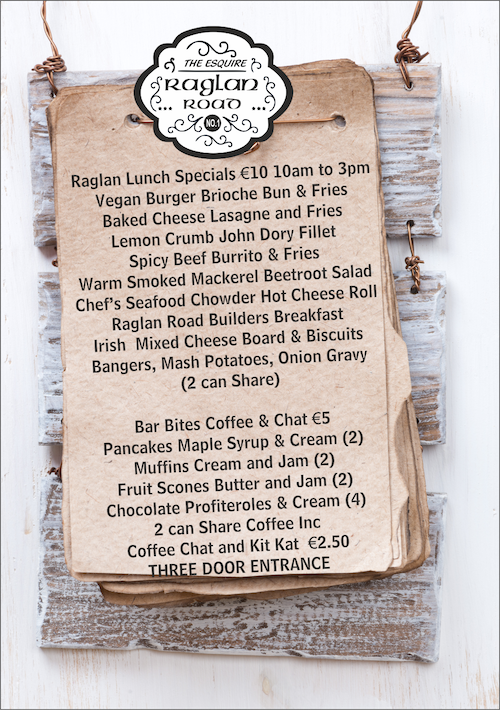 THE ESQUIRE
RAGLAN
ROAD
NO.1
Raglan Lunch Specials €10 10am to 3pm
Vegan Burger Brioche Bun & Fries
Baked Cheese Lasagne and Fries
Lemon Crumb John Dory Fillet
Spicy Beef Burrito & Fries
Warm Smoked Mackerel Beetroot Salad
Chef's Seafood Chowder Hot Cheese Roll
Raglan Road Builders Breakfast
Irish  Mixed Cheese Board & Biscuits
Bangers, Mash Potatoes, Onion Gravy
(2 can Share)
Bar Bites Coffee & Chat €5
Pancakes Maple Syrup & Cream (2)
Muffins Cream and Jam (2)
Fruit Scones Butter and Jam (2)
Chocolate Profiteroles & Cream (4)
2 can Share Coffee Inc
Coffee Chat and Kit Kat  €2.50
THREE DOOR ENTRANCE